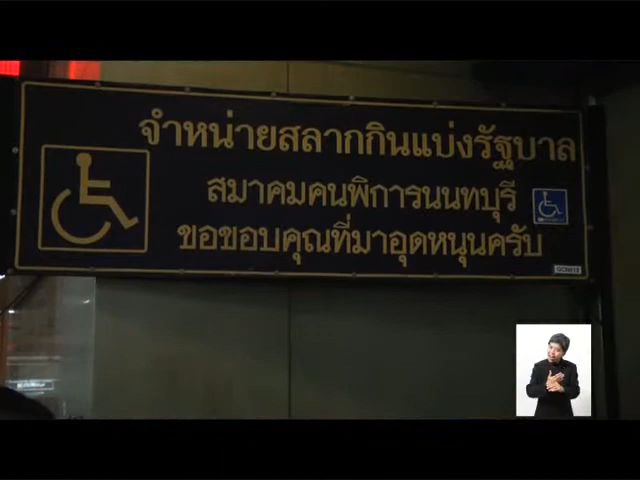 จำหน่ายสลากกินแบ่งรัฐบาล
สมาคมคนพิการนนทบุรี
ขอขอบคุณที่มาอุดหนุนครับ